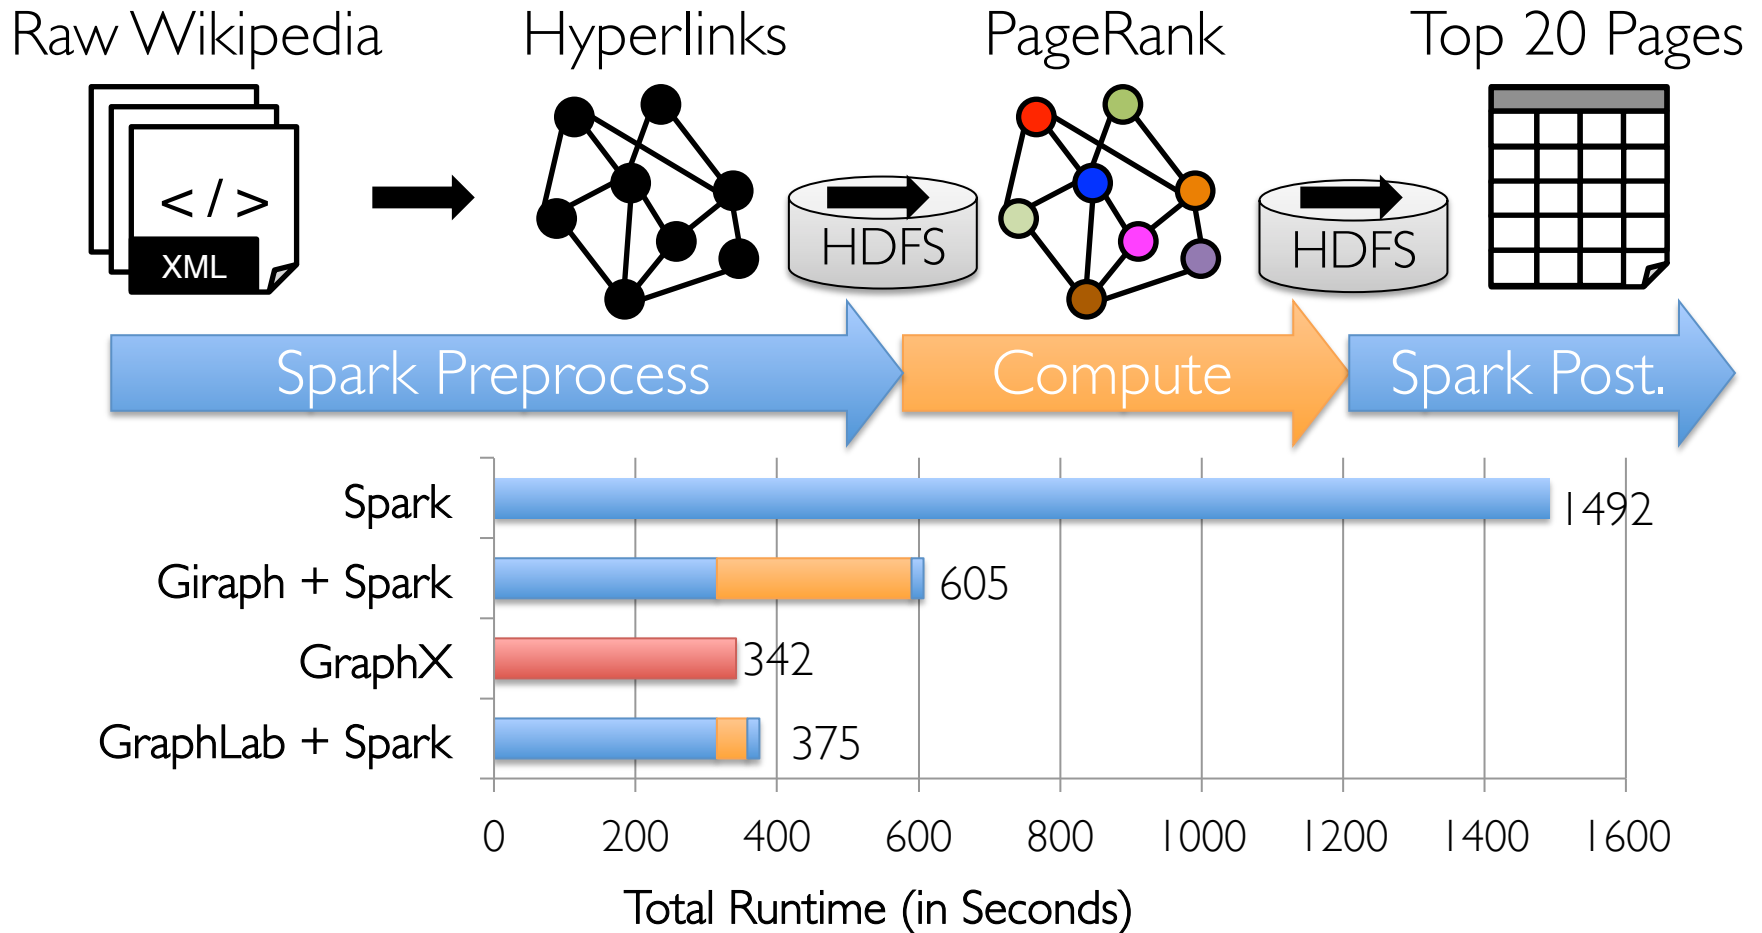 Raw Wikipedia Hyperlinks PageRank Top 20 Pages
</>
XML
HDFS HDFS
Spark Preprocess Compute Spark Post.
Spark 1492
Giraph + Spark 605
GraphX 342
GraphLab + Spark 375
0 200 400 600 800 1000 1200 1400 1600
Total Runtime (in Seconds)